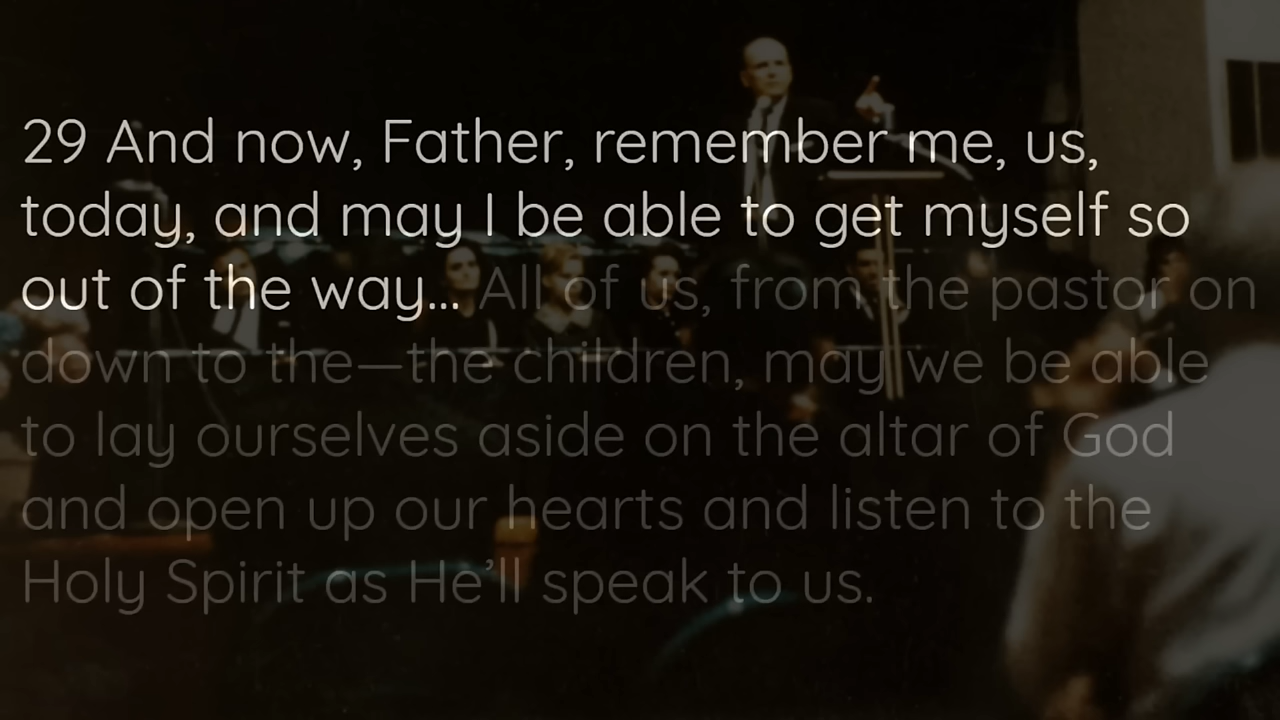 29 And now, Father, remember me, us,
today, and may I be able to get myself so
out of the way... All of us, from the pastor on
down to the—the children, may we be able
to lay ourselves aside on the altar of God
and open up our hearts and listen to the
Holy Spirit as He’ll speak to us.